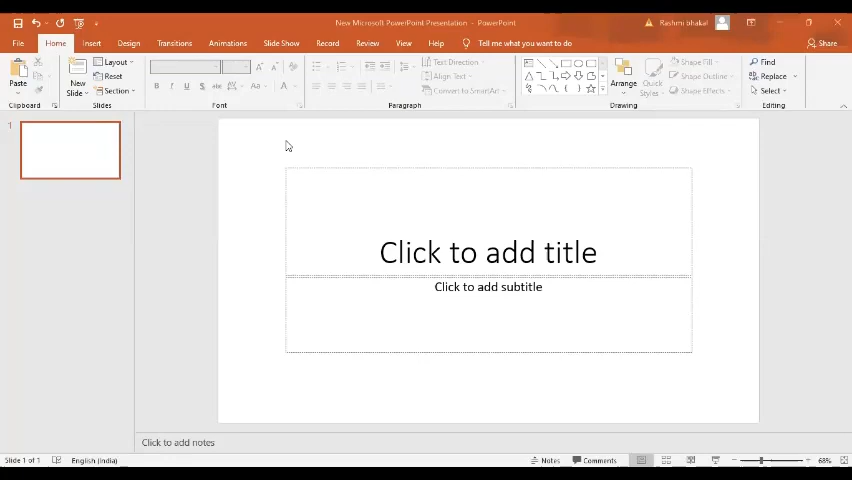 New Microsoft PowerPoint Presentation - PowerPoint
Rashmi bhakal
File Home Insert Design Transitions Animations Slide Show Record Review View Help Tell me what you want to do Share
Paste
New Slide
Layout
Reset
Section
Text Direction
Align Text
Convert to SmartArt
Arrange
Quick Styles
Shape Fill
Shape Outline
Shape Effects
Find
Replace
Select
Clipboard Slides Font Paragraph Drawing Editing
1
Click to add title
Click to add subtitle
Click to add notes
Slide 1 of 1 English (India) Notes Comments 68%